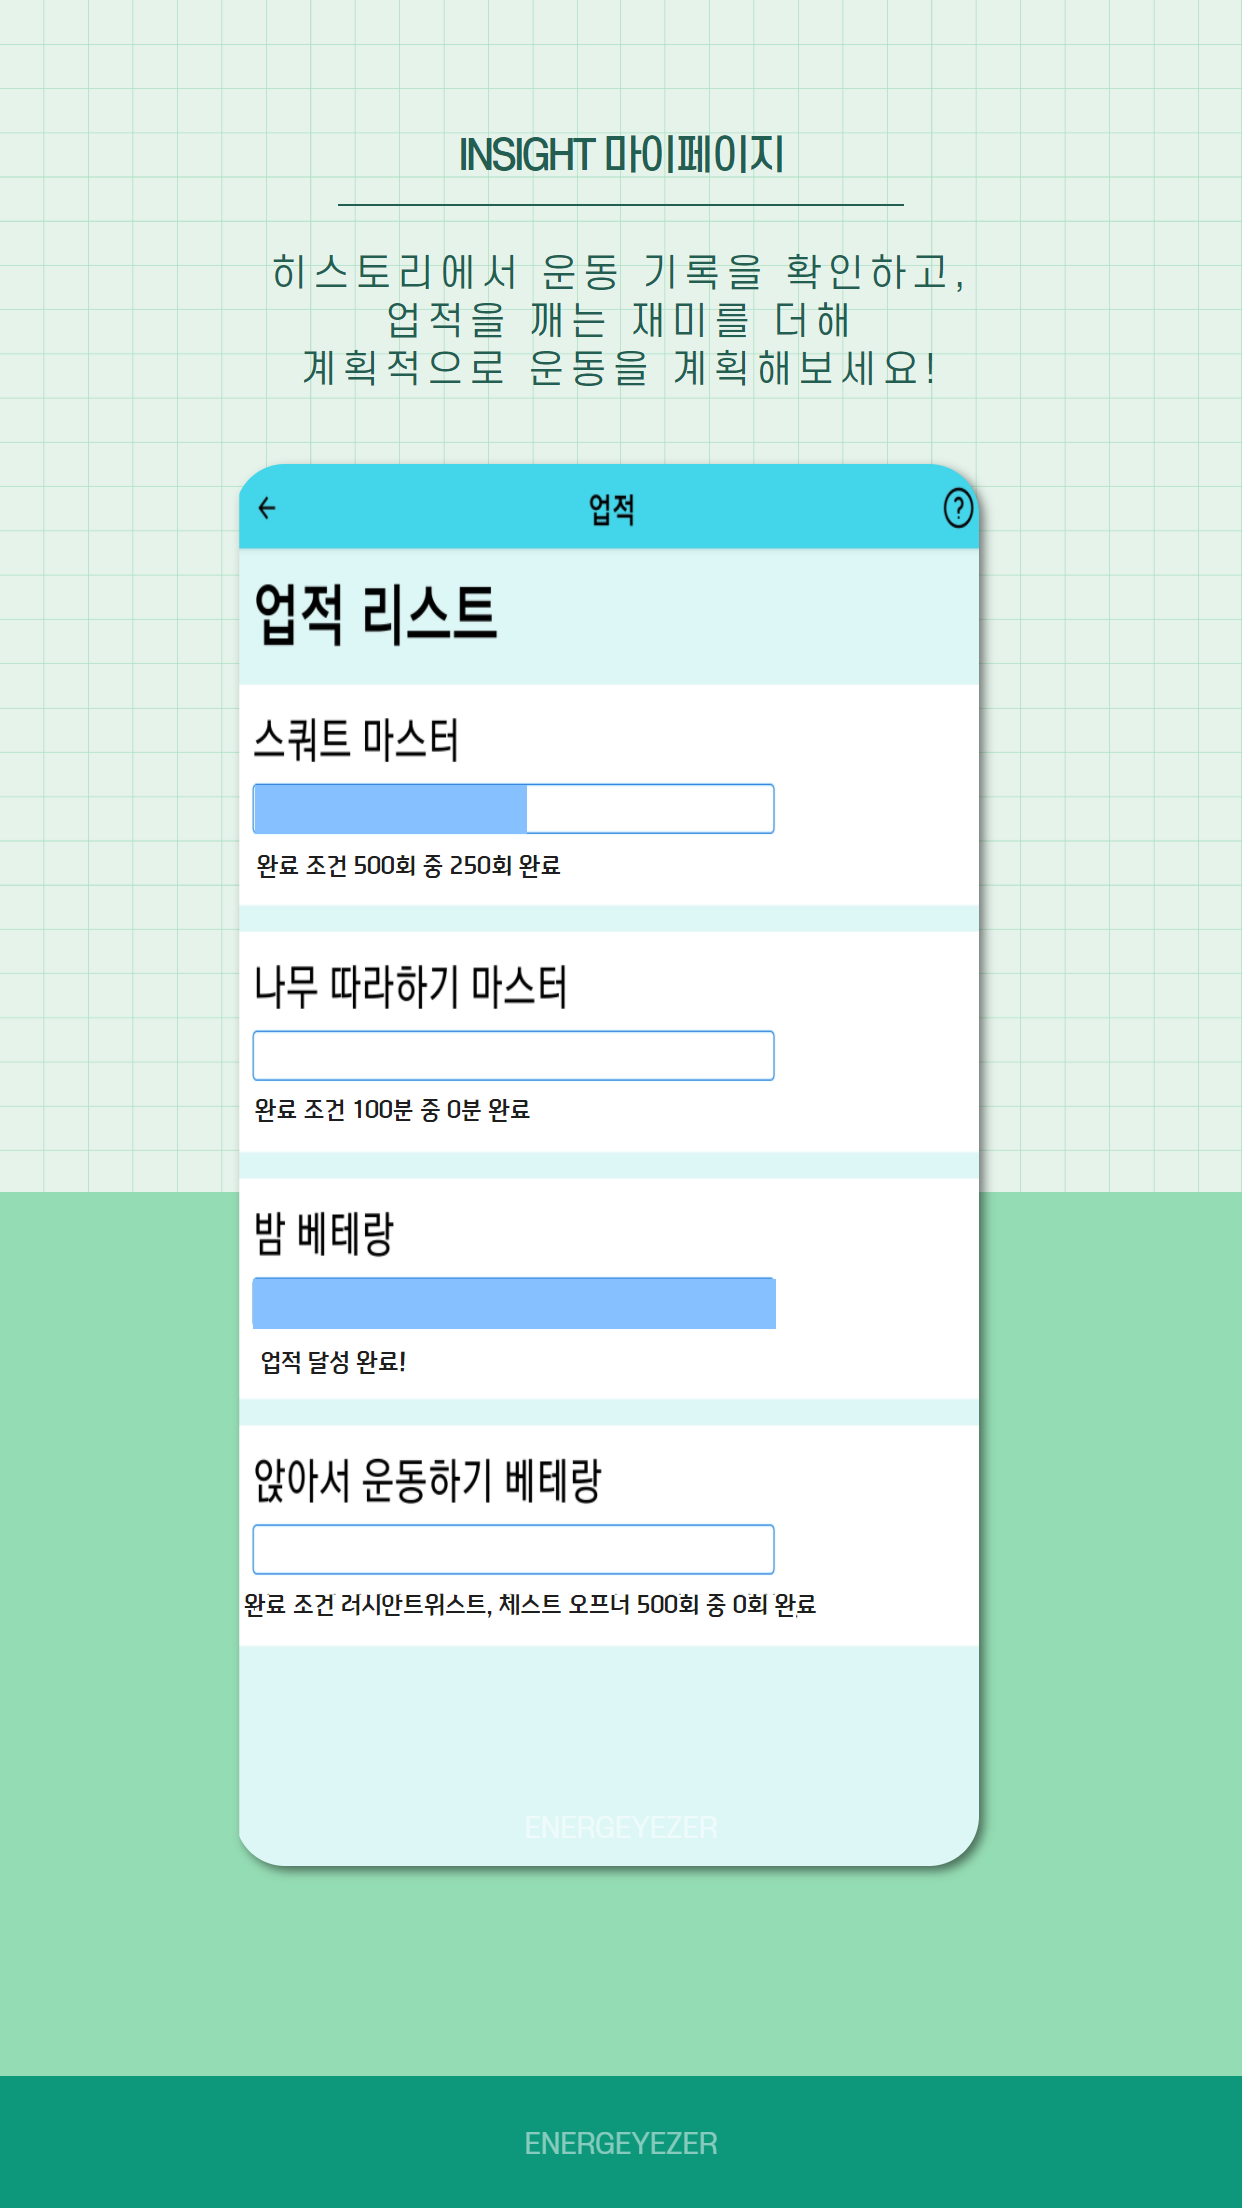 INSIGHT 마이페이지
히스토리에서 운동 기록을 확인하고,
업적을 깨는 재미를 더해
계획적으로 운동을 계획해보세요!
업적
?
업적 리스트
스쿼트 마스터
완료 조건 500회 중 250회 완료
나무 따라하기 마스터
완료 조건 100분 중 0분 완료
밤 베테랑
업적 달성 완료!
앉아서 운동하기 베테랑
완료 조건 러시안트위스트, 체스트 오프너 500회 중 0회 완료
ENERGEYEZER
ENERGEYEZER